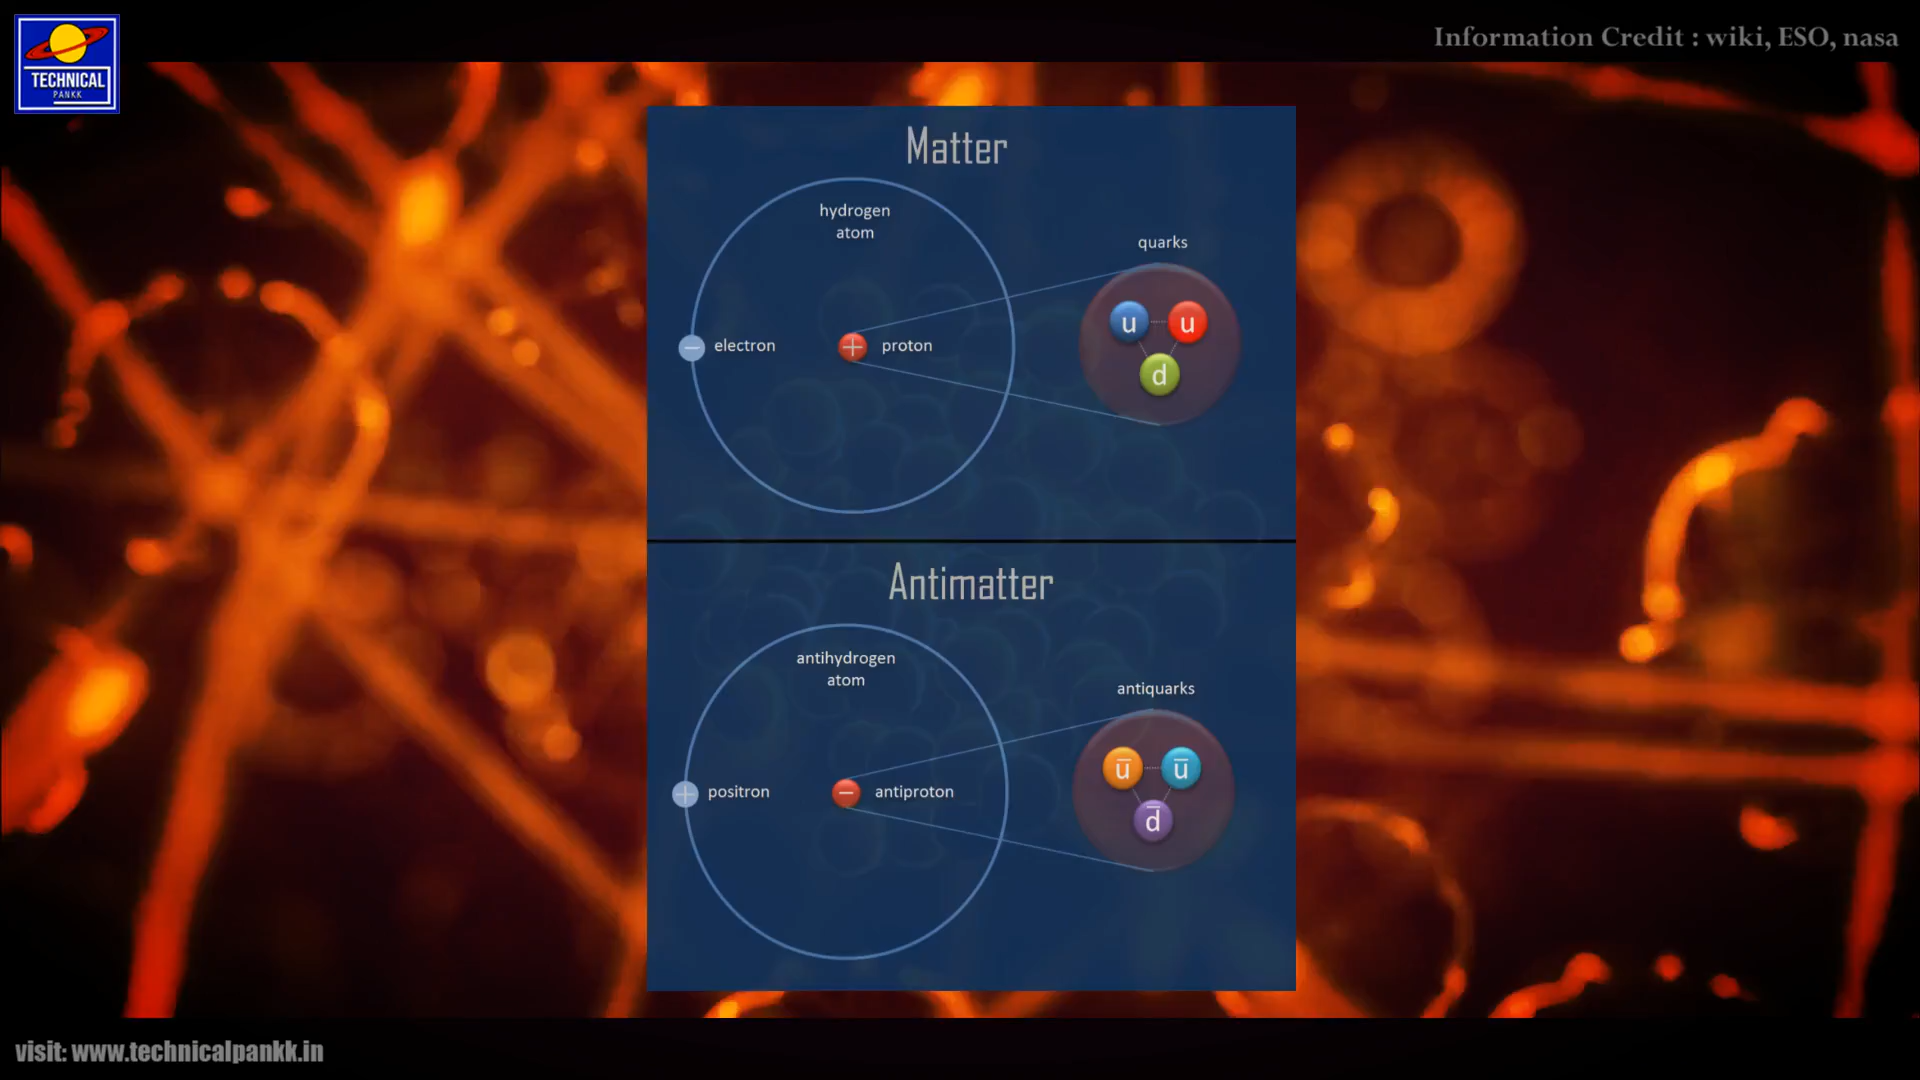 TECHNICAL
PANKK
Information Credit : wiki, ESO, nasa
Matter
hydrogen
atom
quarks
u
u
d
−
electron
+
proton
Antimatter
antihydrogen
atom
antiquarks
ū
ū
d̄
+
positron
−
antiproton
visit: www.technicalpankk.in